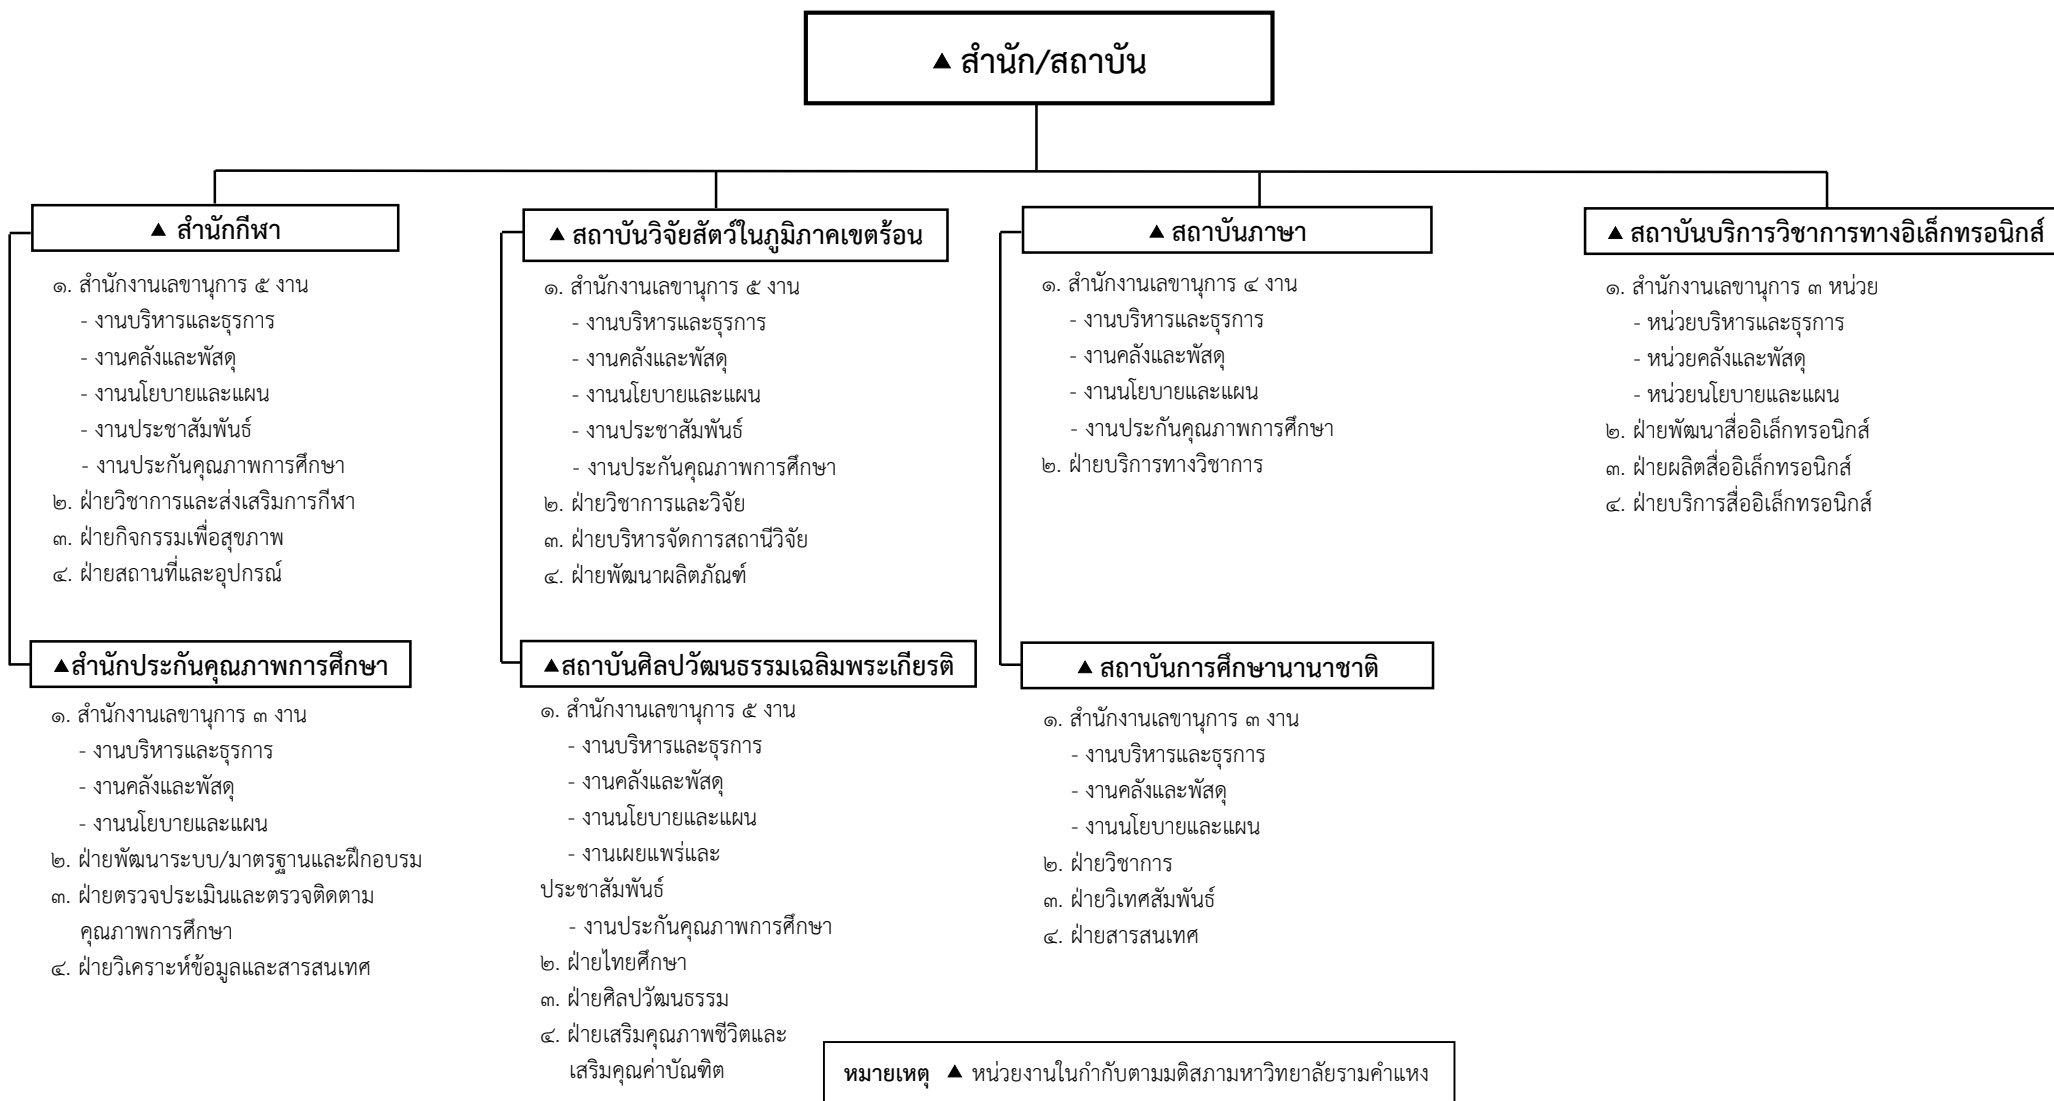 ▲ สำนัก/สถาบัน
▲ สำนักกีฬา
๑. สำนักงานเลขานุการ ๕ งาน
- งานบริหารและธุรการ
- งานคลังและพัสดุ
- งานนโยบายและแผน
- งานประชาสัมพันธ์
- งานประกันคุณภาพการศึกษา
๒. ฝ่ายวิชาการและส่งเสริมการกีฬา
๓. ฝ่ายกิจกรรมเพื่อสุขภาพ
๔. ฝ่ายสถานที่และอุปกรณ์
▲ สถาบันวิจัยสัตว์ในภูมิภาคเขตร้อน
๑. สำนักงานเลขานุการ ๕ งาน
- งานบริหารและธุรการ
- งานคลังและพัสดุ
- งานนโยบายและแผน
- งานประชาสัมพันธ์
- งานประกันคุณภาพการศึกษา
๒. ฝ่ายวิชาการและวิจัย
๓. ฝ่ายบริหารจัดการสถานีวิจัย
๔. ฝ่ายพัฒนาผลิตภัณฑ์
▲ สถาบันภาษา
๑. สำนักงานเลขานุการ ๔ งาน
- งานบริหารและธุรการ
- งานคลังและพัสดุ
- งานนโยบายและแผน
- งานประกันคุณภาพการศึกษา
๒. ฝ่ายบริการทางวิชาการ
▲ สถาบันบริการวิชาการทางอิเล็กทรอนิกส์
๑. สำนักงานเลขานุการ ๓ หน่วย
- หน่วยบริหารและธุรการ
- หน่วยคลังและพัสดุ
- หน่วยนโยบายและแผน
๒. ฝ่ายพัฒนาสื่ออิเล็กทรอนิกส์
๓. ฝ่ายผลิตสื่ออิเล็กทรอนิกส์
๔. ฝ่ายบริการสื่ออิเล็กทรอนิกส์
▲สำนักประกันคุณภาพการศึกษา
๑. สำนักงานเลขานุการ ๓ งาน
- งานบริหารและธุรการ
- งานคลังและพัสดุ
- งานนโยบายและแผน
๒. ฝ่ายพัฒนาระบบ/มาตรฐานและฝึกอบรม
๓. ฝ่ายตรวจประเมินและตรวจติดตาม
คุณภาพการศึกษา
๔. ฝ่ายวิเคราะห์ข้อมูลและสารสนเทศ
▲สถาบันศิลปวัฒนธรรมเฉลิมพระเกียรติ
๑. สำนักงานเลขานุการ ๕ งาน
- งานบริหารและธุรการ
- งานคลังและพัสดุ
- งานนโยบายและแผน
- งานเผยแพร่และ
ประชาสัมพันธ์
- งานประกันคุณภาพการศึกษา
๒. ฝ่ายไทยศึกษา
๓. ฝ่ายศิลปวัฒนธรรม
๔. ฝ่ายเสริมคุณภาพชีวิตและ
เสริมคุณค่าบัณฑิต
▲ สถาบันการศึกษานานาชาติ
๑. สำนักงานเลขานุการ ๓ งาน
- งานบริหารและธุรการ
- งานคลังและพัสดุ
- งานนโยบายและแผน
๒. ฝ่ายวิชาการ
๓. ฝ่ายวิเทศสัมพันธ์
๔. ฝ่ายสารสนเทศ
หมายเหตุ ▲ หน่วยงานในกำกับตามมติสภามหาวิทยาลัยรามคำแหง